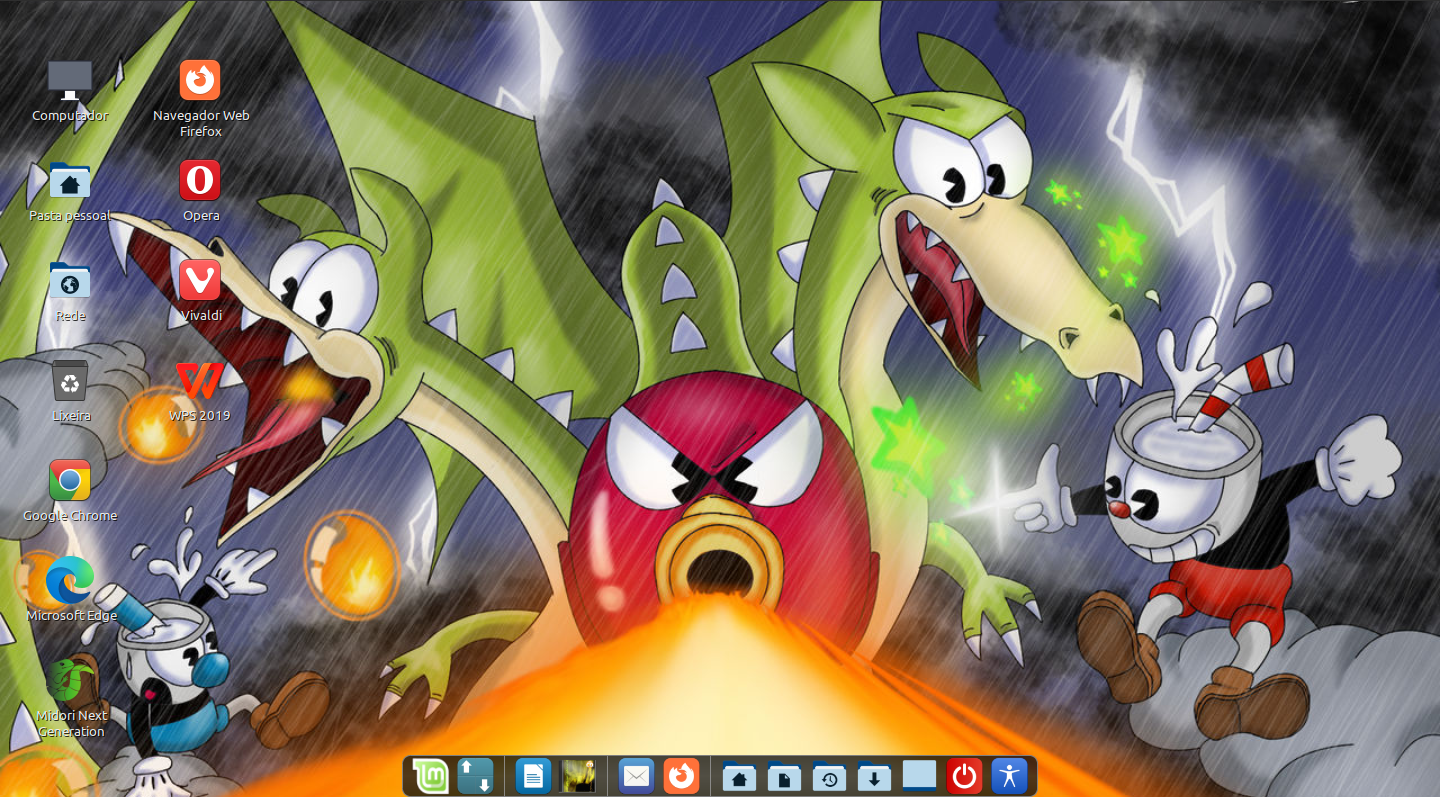 Computador
Navegador Web
Firefox
Pasta pessoal
Opera
Rede
Vivaldi
Lixeira
WPS 2019
Google Chrome
Microsoft Edge
Midori Next
Generation